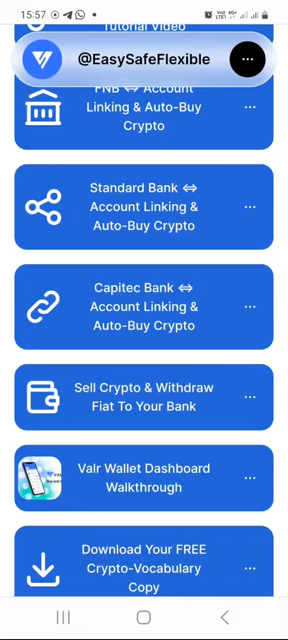 15:57
Tutorial Video
@EasySafeFlexible
FNB ⇔ Account
Linking & Auto-Buy
Crypto
Standard Bank ⇔
Account Linking &
Auto-Buy Crypto
Capitec Bank ⇔
Account Linking &
Auto-Buy Crypto
Sell Crypto & Withdraw
Fiat To Your Bank
Valr Wallet Dashboard
Walkthrough
Download Your FREE
Crypto-Vocabulary
Copy